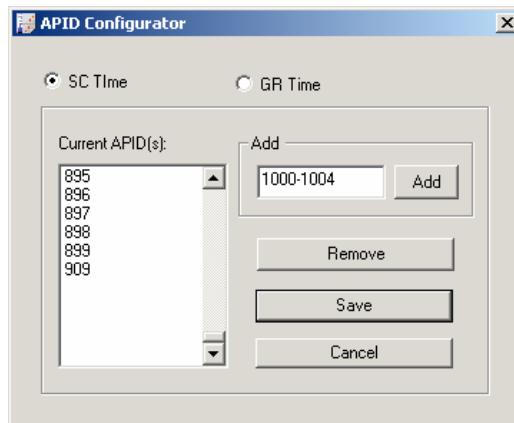 APID Configurator
SC TIme
GR Time
Current APID(s):
895
896
897
898
899
909
Add
1000-1004
Add
Remove
Save
Cancel